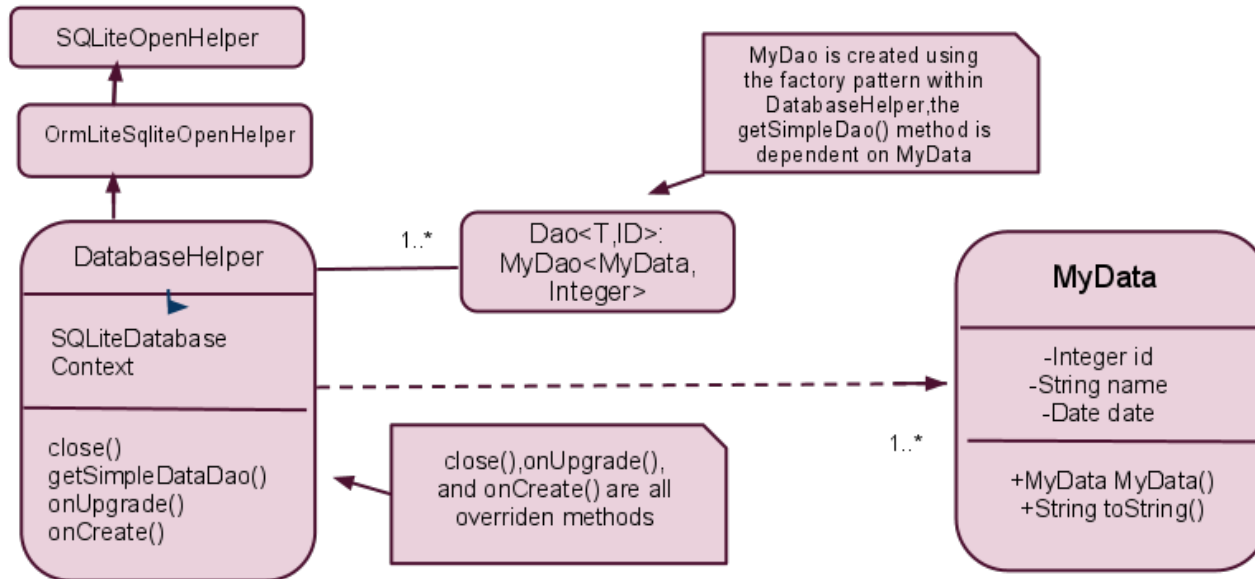 SQLiteOpenHelper
OrmLiteSqliteOpenHelper
DatabaseHelper
SQLiteDatabase
Context
close()
getSimpleDataDao()
onUpgrade()
onCreate()
1..*
Dao<T,ID>:
MyDao<MyData,
Integer>
MyDao is created using
the factory pattern within
DatabaseHelper,the
getSimpleDao() method is
dependent on MyData
close(),onUpgrade(),
and onCreate() are all
overriden methods
1..*
MyData
-Integer id
-String name
-Date date
+MyData MyData()
+String toString()